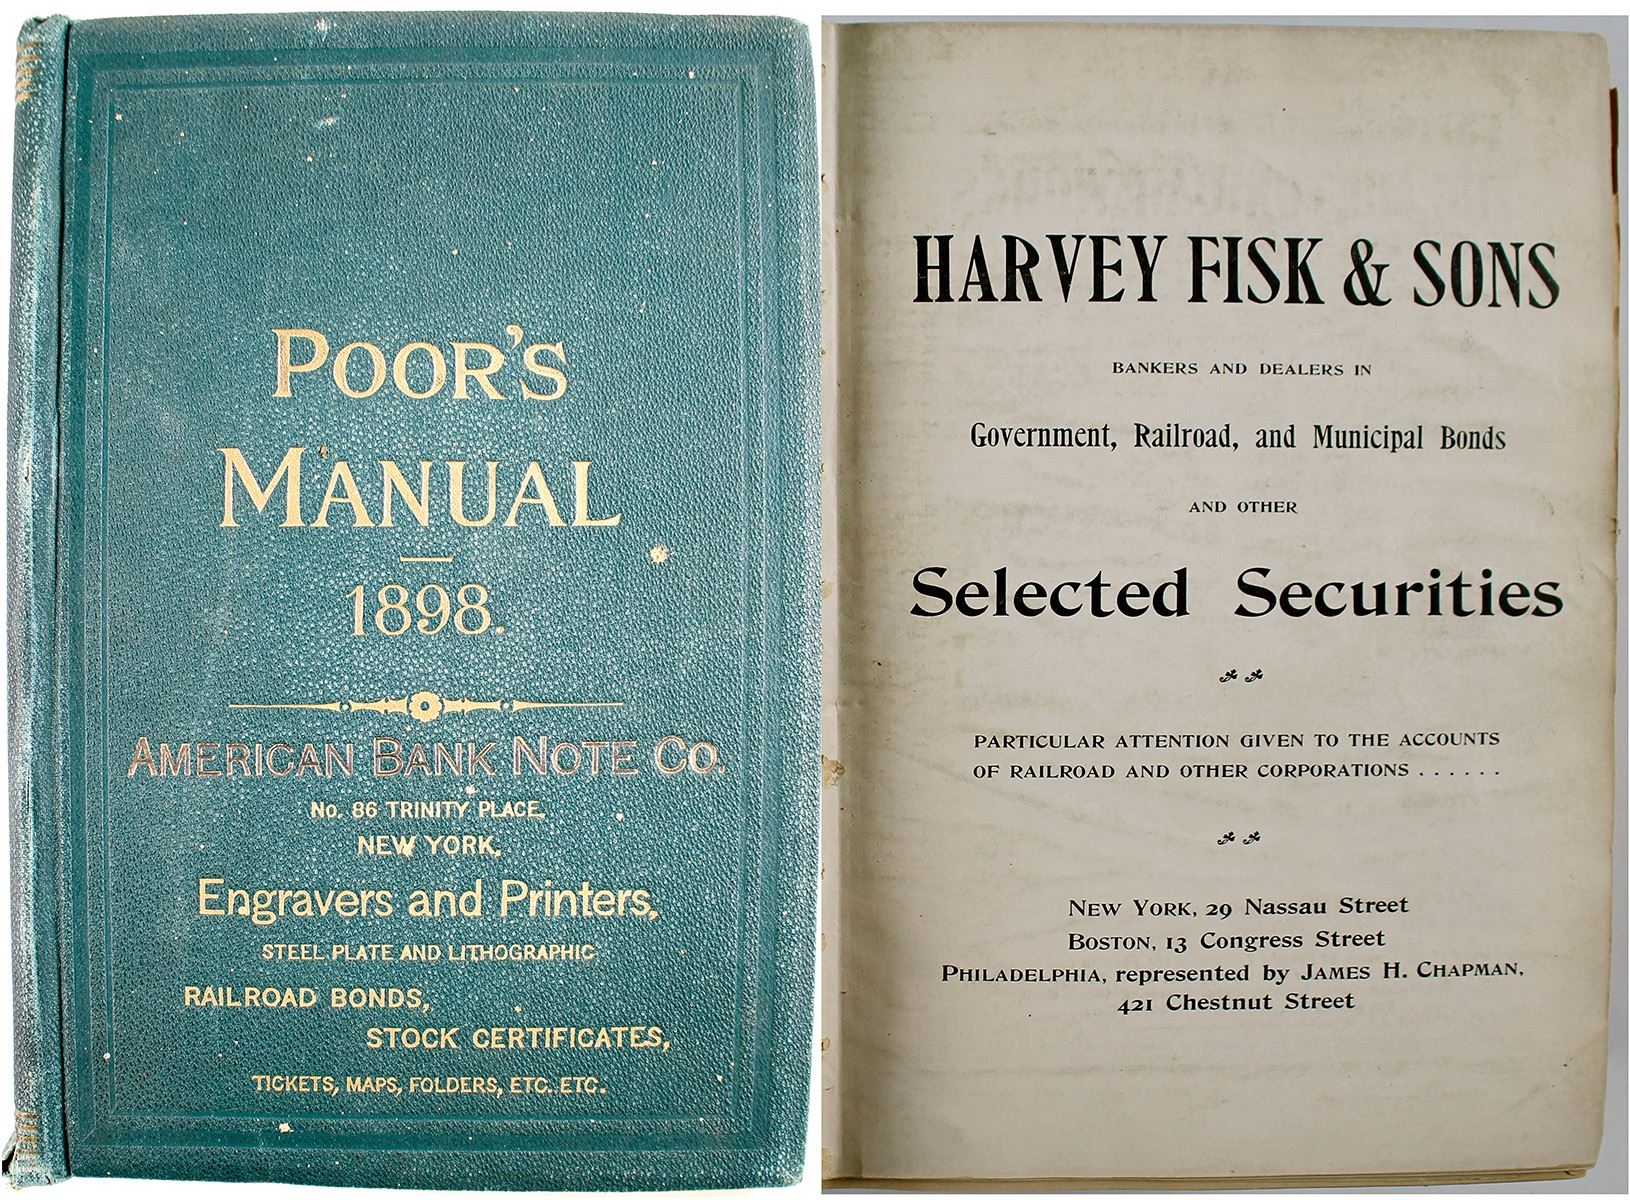 POOR'S
MANUAL
1898.
AMERICAN BANK NOTE CO.
NO. 86 TRINITY PLACE,
NEW YORK,
Engravers and Printers,
STEEL PLATE AND LITHOGRAPHIC
RAILROAD BONDS,
STOCK CERTIFICATES,
TICKETS, MAPS, FOLDERS, ETC. ETC.
HARVEY FISK & SONS
BANKERS AND DEALERS IN
Government, Railroad, and Municipal Bonds
AND OTHER
Selected Securities
PARTICULAR ATTENTION GIVEN TO THE ACCOUNTS
OF RAILROAD AND OTHER CORPORATIONS . . . . . .
NEW YORK, 29 Nassau Street
BOSTON, 13 Congress Street
PHILADELPHIA, represented by JAMES H. CHAPMAN,
421 Chestnut Street